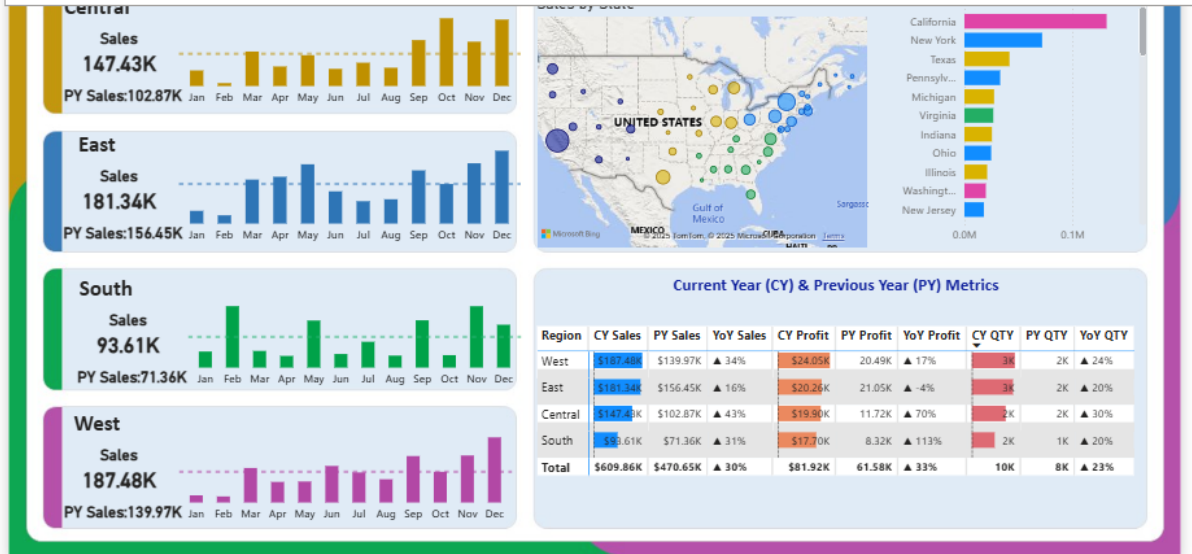 Central
Sales
147.43K
PY Sales:102.87K
Jan Feb Mar Apr May Jun Jul Aug Sep Oct Nov Dec
East
Sales
181.34K
PY Sales:156.45K
Jan Feb Mar Apr May Jun Jul Aug Sep Oct Nov Dec
South
Sales
93.61K
PY Sales:71.36K
Jan Feb Mar Apr May Jun Jul Aug Sep Oct Nov Dec
West
Sales
187.48K
PY Sales:139.97K
Jan Feb Mar Apr May Jun Jul Aug Sep Oct Nov Dec
Sales by State
UNITED STATES
Gulf of
Mexico
Sargasso
MEXICO
CUBA
HAITI
Microsoft Bing
© 2025 TomTom, © 2025 Microsoft Corporation Terms
California
New York
Texas
Pennsylv...
Michigan
Virginia
Indiana
Ohio
Illinois
Washingt...
New Jersey
0.0M 0.1M
Current Year (CY) & Previous Year (PY) Metrics
Region CY Sales PY Sales YoY Sales CY Profit PY Profit YoY Profit CY QTY PY QTY YoY QTY
West $187.48K $139.97K ▲ 34% $24.05K 20.49K ▲ 17% 3K 2K ▲ 24%
East $181.34K $156.45K ▲ 16% $20.26K 21.05K ▲ -4% 3K 2K ▲ 20%
Central $147.43K $102.87K ▲ 43% $19.90K 11.72K ▲ 70% 2K 2K ▲ 30%
South $93.61K $71.36K ▲ 31% $17.70K 8.32K ▲ 113% 2K 1K ▲ 20%
Total $609.86K $470.65K ▲ 30% $81.92K 61.58K ▲ 33% 10K 8K ▲ 23%